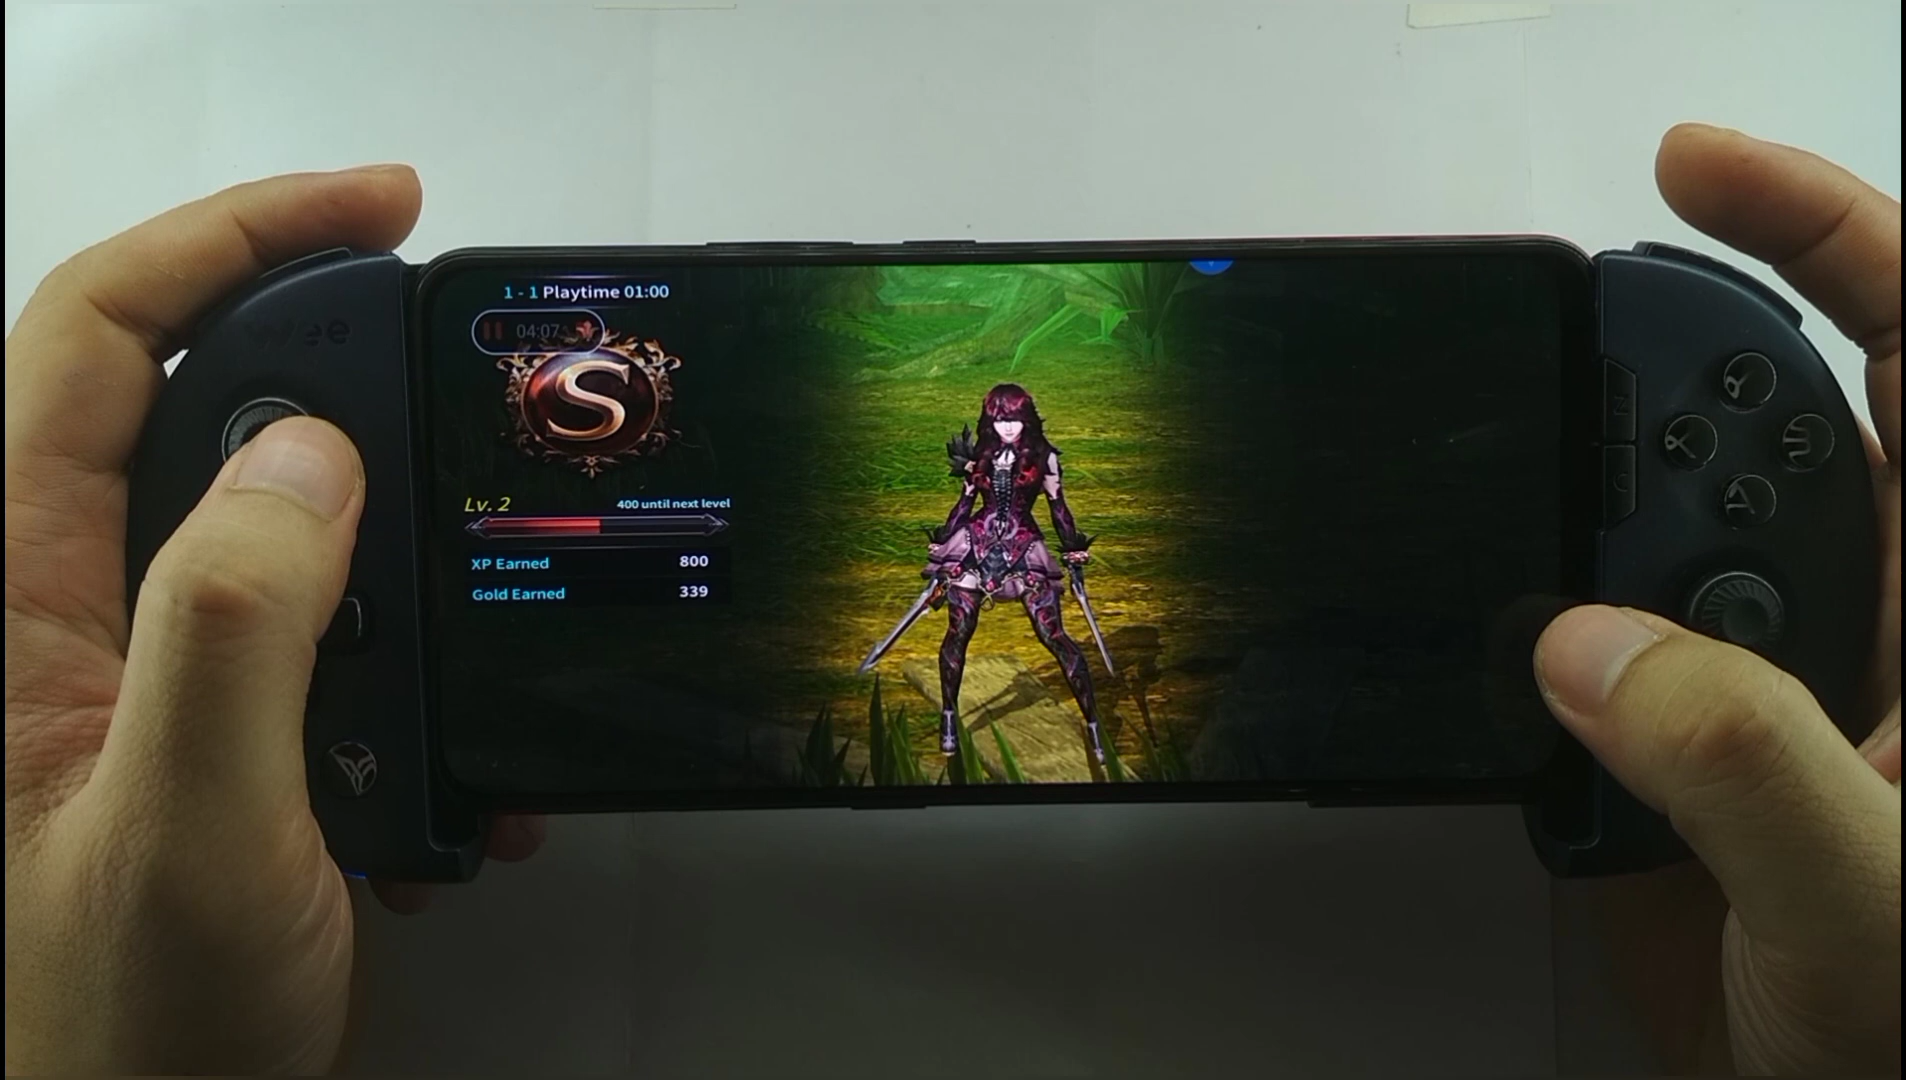 1 - 1 Playtime 01:00
04:07
S
Lv. 2
400 until next level
XP Earned 800
Gold Earned 339